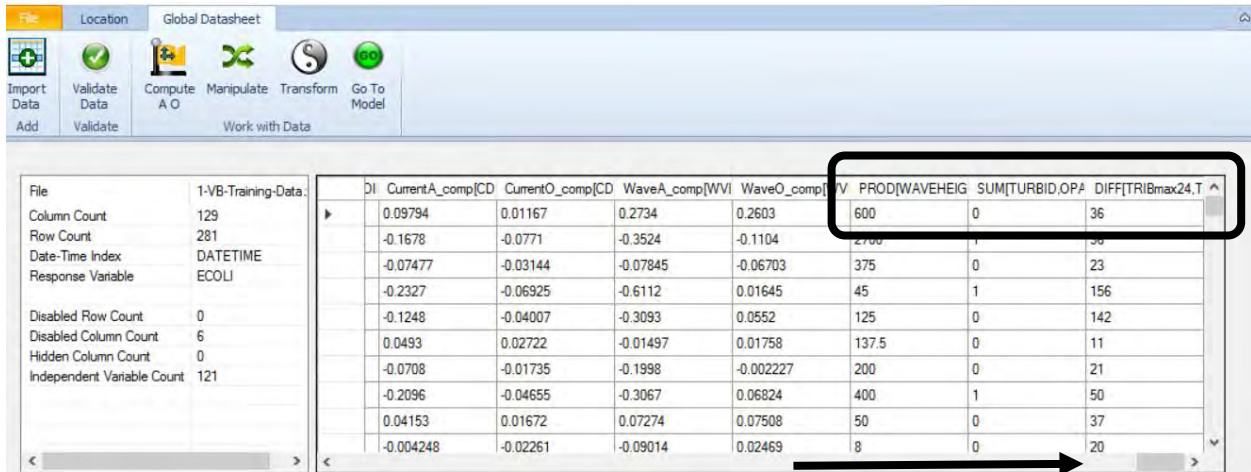 File Location Global Datasheet
Import Data Validate Data Compute A O Manipulate Transform Go To Model
Add Validate Work with Data
File 1-VB-Training-Data.
Column Count 129
Row Count 281
Date-Time Index DATETIME
Response Variable ECOLI
Disabled Row Count 0
Disabled Column Count 6
Hidden Column Count 0
Independent Variable Count 121
CurrentA_comp[CD CurrentO_comp[CD WaveA_comp[WVI WaveO_comp[WVI PROD[WAVEHEIG SUM[TURBID,OPA DIFF[TRIBmax24,T
0.09794 0.01167 0.2734 0.2603 600 0 36
-0.1678 -0.0771 -0.3524 -0.1104 2700 1 36
-0.07477 -0.03144 -0.07845 -0.06703 375 0 23
-0.2327 -0.06925 -0.6112 0.01645 45 1 156
-0.1248 -0.04007 -0.3093 0.0552 125 0 142
0.0493 0.02722 -0.01497 0.01758 137.5 0 11
-0.0708 -0.01735 -0.1998 -0.002227 200 0 21
-0.2096 -0.04655 -0.3067 0.06824 400 1 50
0.04153 0.01672 0.07274 0.07508 50 0 37
-0.004248 -0.02261 -0.09014 0.02469 8 0 20